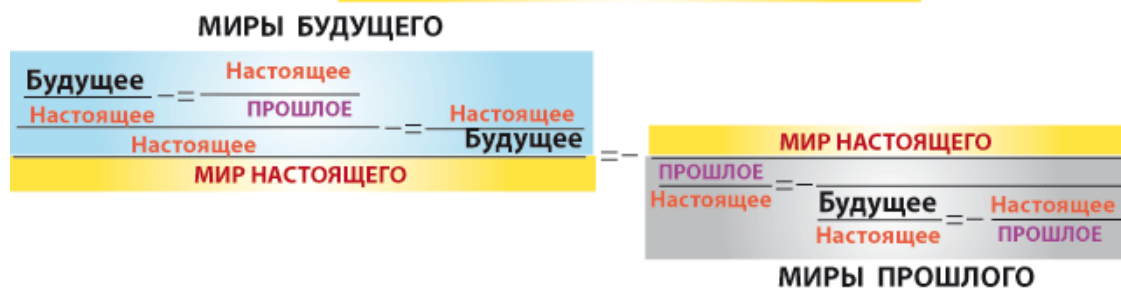 МИРЫ БУДУЩЕГО
Будущее
Настоящее
-=
Настоящее
ПРОШЛОЕ
Настоящее
-=
Настоящее
Будущее
МИР НАСТОЯЩЕГО
=-
МИР НАСТОЯЩЕГО
ПРОШЛОЕ
Настоящее
=-
Будущее
Настоящее
=-
Настоящее
ПРОШЛОЕ
МИРЫ ПРОШЛОГО